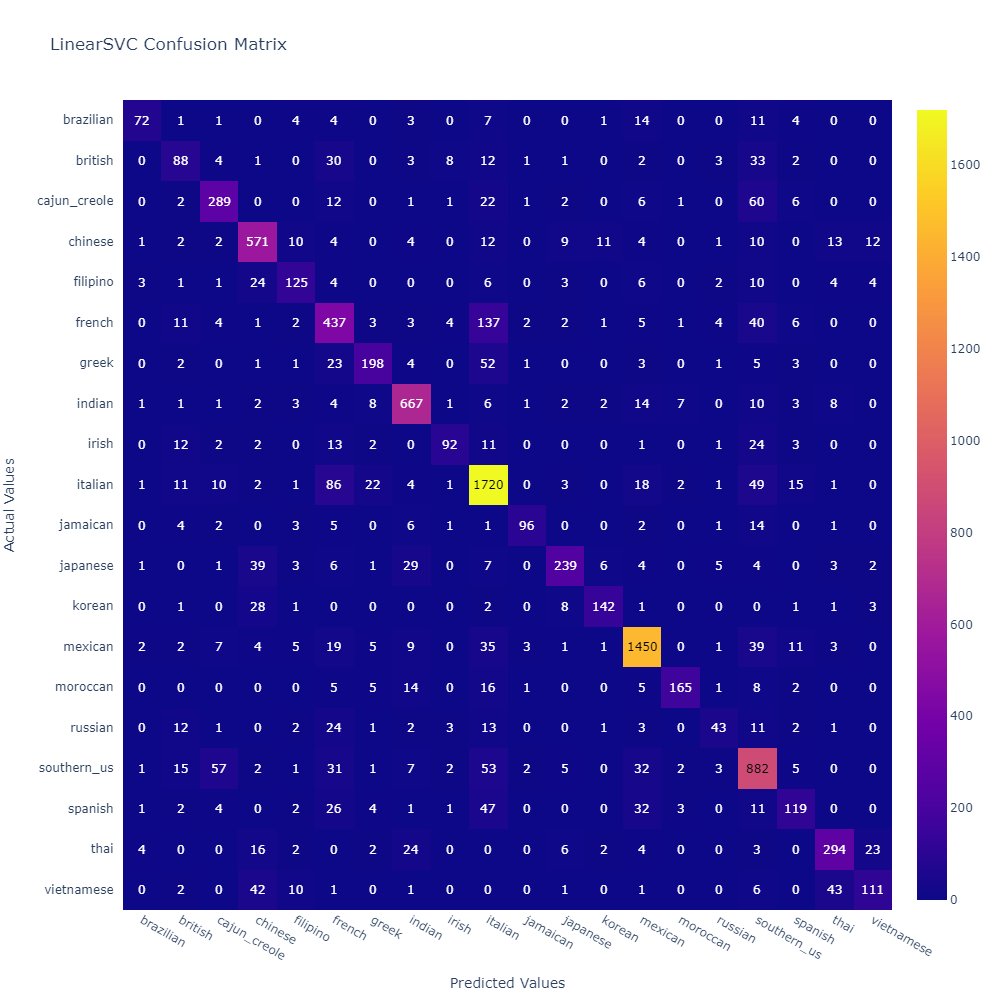 LinearSVC Confusion Matrix
brazilian 72 1 1 0 4 4 0 3 0 7 0 0 1 14 0 0 11 4 0 0
british 0 88 4 1 0 30 0 3 8 12 1 1 0 2 0 3 33 2 0 0
cajun_creole 0 2 289 0 0 12 0 1 1 22 1 2 0 6 1 0 60 6 0 0
chinese 1 2 2 571 10 4 0 4 0 12 0 9 11 4 0 1 10 0 13 12
filipino 3 1 1 24 125 4 0 0 0 6 0 3 0 6 0 2 10 0 4 4
french 0 11 4 1 2 437 3 3 4 137 2 2 1 5 1 4 40 6 0 0
greek 0 2 0 1 1 23 198 4 0 52 1 0 0 3 0 1 5 3 0 0
indian 1 1 1 2 3 4 8 667 1 6 1 2 2 14 7 0 10 3 8 0
irish 0 12 2 2 0 13 2 0 92 11 0 0 0 1 0 1 24 3 0 0
italian 1 11 10 2 1 86 22 4 1 1720 0 3 0 18 2 1 49 15 1 0
jamaican 0 4 2 0 3 5 0 6 1 1 96 0 0 2 0 1 14 0 1 0
japanese 1 0 1 39 3 6 1 29 0 7 0 239 6 4 0 5 4 0 3 2
korean 0 1 0 28 1 0 0 0 0 2 0 8 142 1 0 0 0 1 1 3
mexican 2 2 7 4 5 19 5 9 0 35 3 1 1 1450 0 1 39 11 3 0
moroccan 0 0 0 0 0 5 5 14 0 16 1 0 0 5 165 1 8 2 0 0
russian 0 12 1 0 2 24 1 2 3 13 0 0 1 3 0 43 11 2 1 0
southern_us 1 15 57 2 1 31 1 7 2 53 2 5 0 32 2 3 882 5 0 0
spanish 1 2 4 0 2 26 4 1 1 47 0 0 0 32 3 0 11 119 0 0
thai 4 0 0 16 2 0 2 24 0 0 0 6 2 4 0 0 3 0 294 23
vietnamese 0 2 0 42 10 1 0 1 0 0 0 1 0 1 0 0 6 0 43 111
brazilian british cajun_creole chinese filipino french greek indian irish italian jamaican japanese korean mexican moroccan russian southern_us spanish thai vietnamese
Predicted Values
Actual Values
1600
1400
1200
1000
800
600
400
200
0